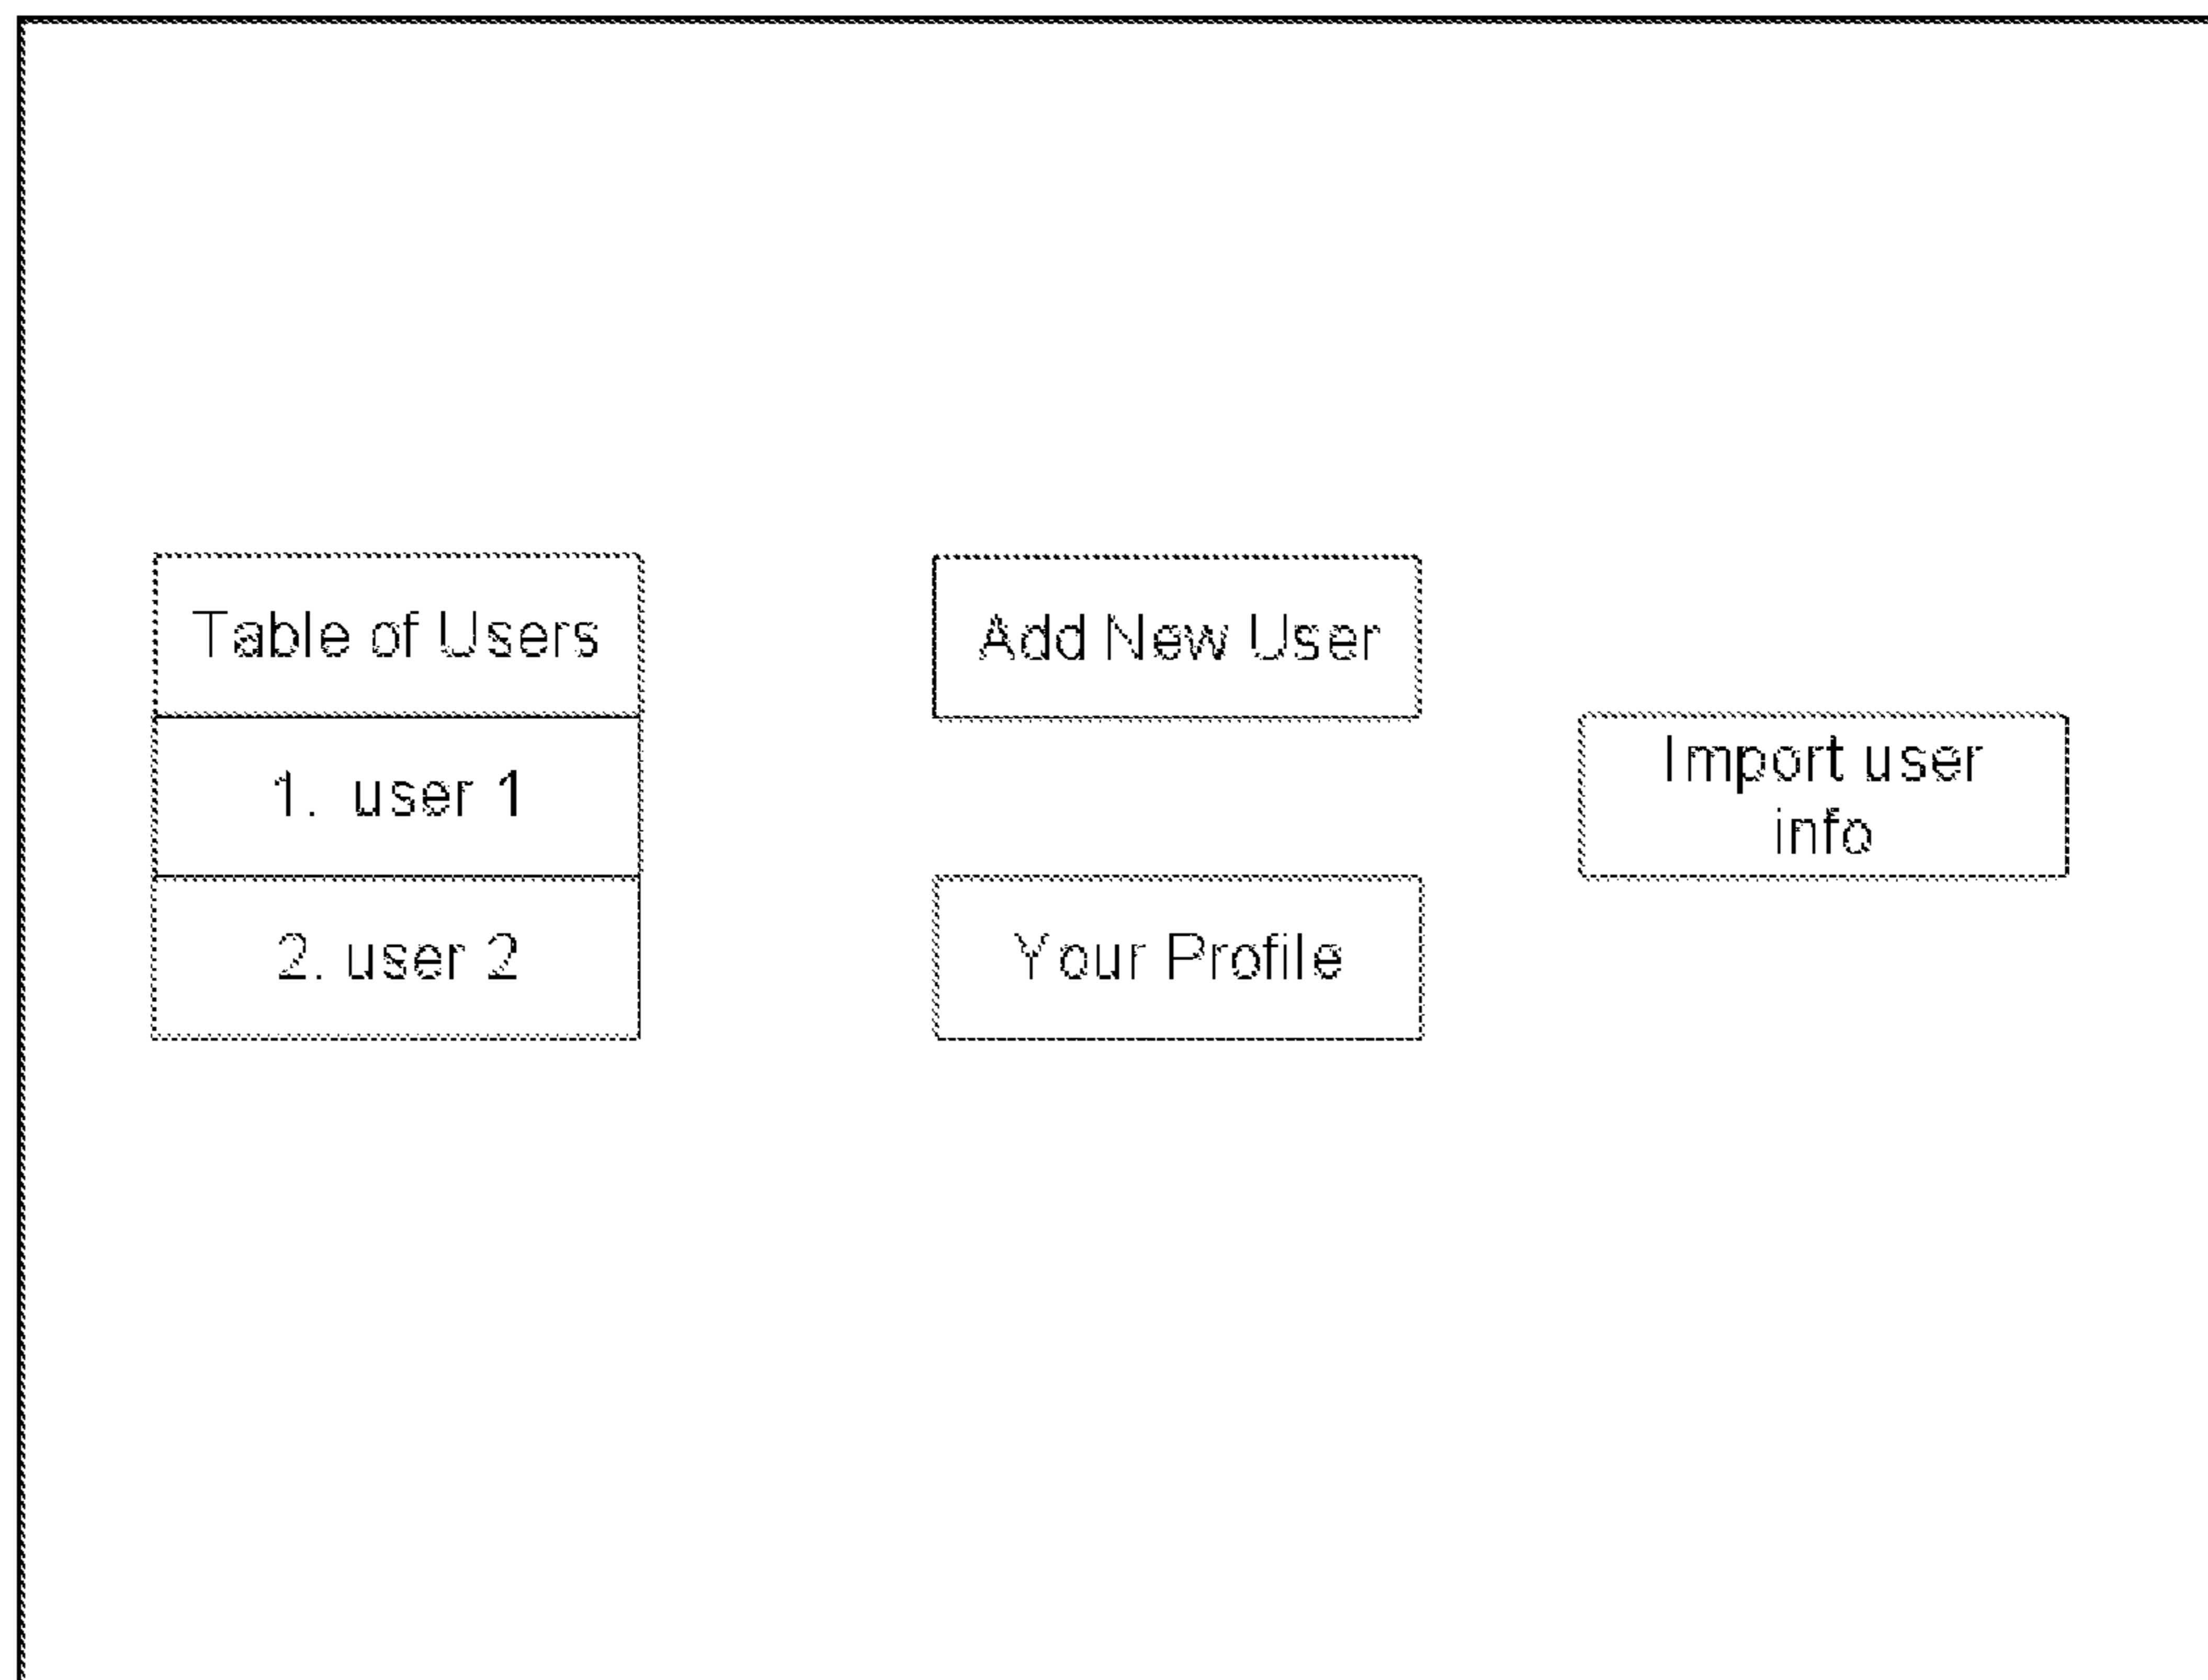 Table of Users
1. user 1
2. user 2
Add New User
Your Profile
Import user
info